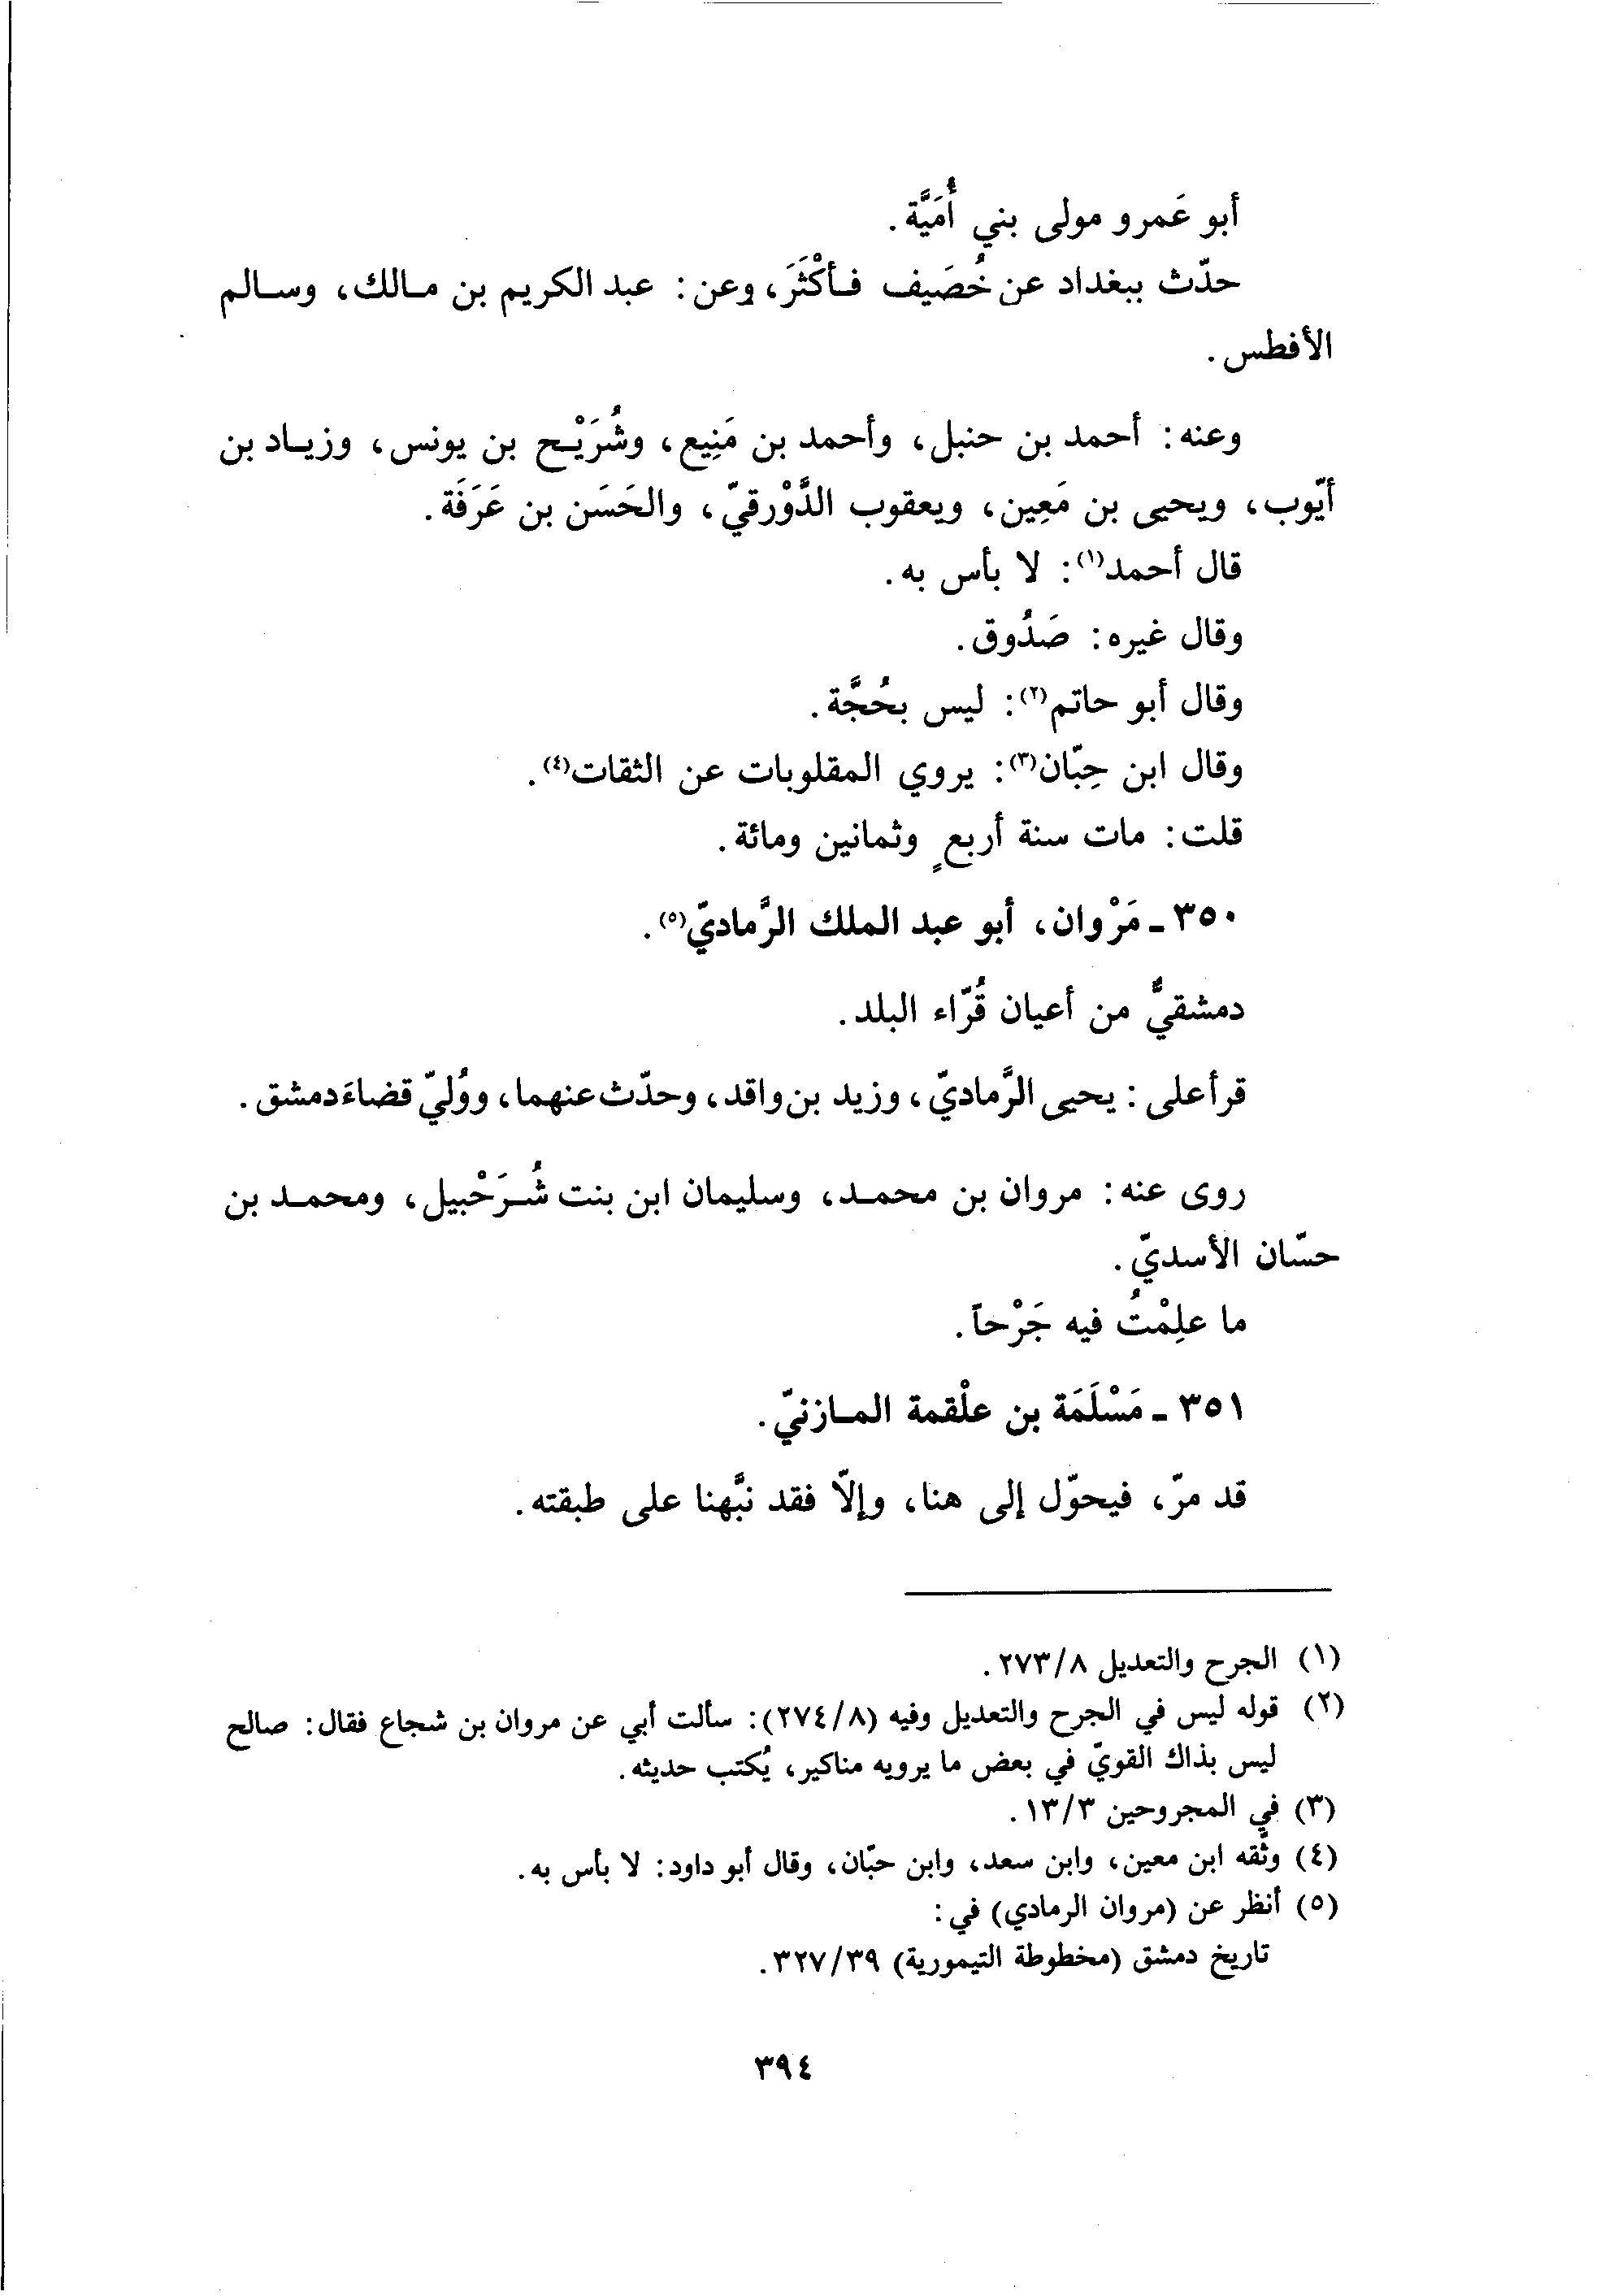 أبو عَمرو مولى بني أُمَيَّة.
حدّث ببغداد عن خُصَيف فأكْثَرَ، وعن: عبد الكريم بن مالك، وسالم
الأفطس.
وعنه: أحمد بن حنبل، وأحمد بن مَنِيع، وشُرَيْح بن يونس، وزياد بن
أيّوب، ويحيى بن مَعِين، ويعقوب الدَّوْرقيّ، والحَسَن بن عَرَفَة.
قال أحمد(١): لا بأس به.
وقال غيره: صَدُوق.
وقال أبو حاتم(٢): ليس بحُجَّة.
وقال ابن حِبّان(٣): يروي المقلوبات عن الثقات(٤).
قلت: مات سنة أربعٍ وثمانين ومائة.
٣٥٠ - مَرْوان، أبو عبد الملك الرَّماديّ(٥).
دمشقيٌّ من أعيان قُرّاء البلد.
قرأ على: يحيى الرَّماديّ، وزيد بن واقد، وحدّث عنهما، ووُليّ قضاءَ دمشق.
روى عنه: مروان بن محمد، وسليمان ابن بنت شُرَحْبيل، ومحمد بن
حسّان الأسديّ.
ما علِمْتُ فيه جَرْحاً.
٣٥١ - مَسْلَمَة بن علْقمة المازنيّ.
قد مرّ، فيحوّل إلى هنا، وإلّا فقد نبَّهنا على طبقته.
(١) الجرح والتعديل ٢٧٣/٨.
(٢) قوله ليس في الجرح والتعديل وفيه (٢٧٤/٨): سألت أبي عن مروان بن شجاع فقال: صالح
ليس بذاك القويّ في بعض ما يرويه مناكير، يُكتب حديثه.
(٣) في المجروحين ١٣/٣.
(٤) وثّقه ابن معين، وابن سعد، وابن حبّان، وقال أبو داود: لا بأس به.
(٥) أنظر عن (مروان الرمادي) في:
تاريخ دمشق (مخطوطة التيمورية) ٣٢٧/٣٩.
٣٩٤